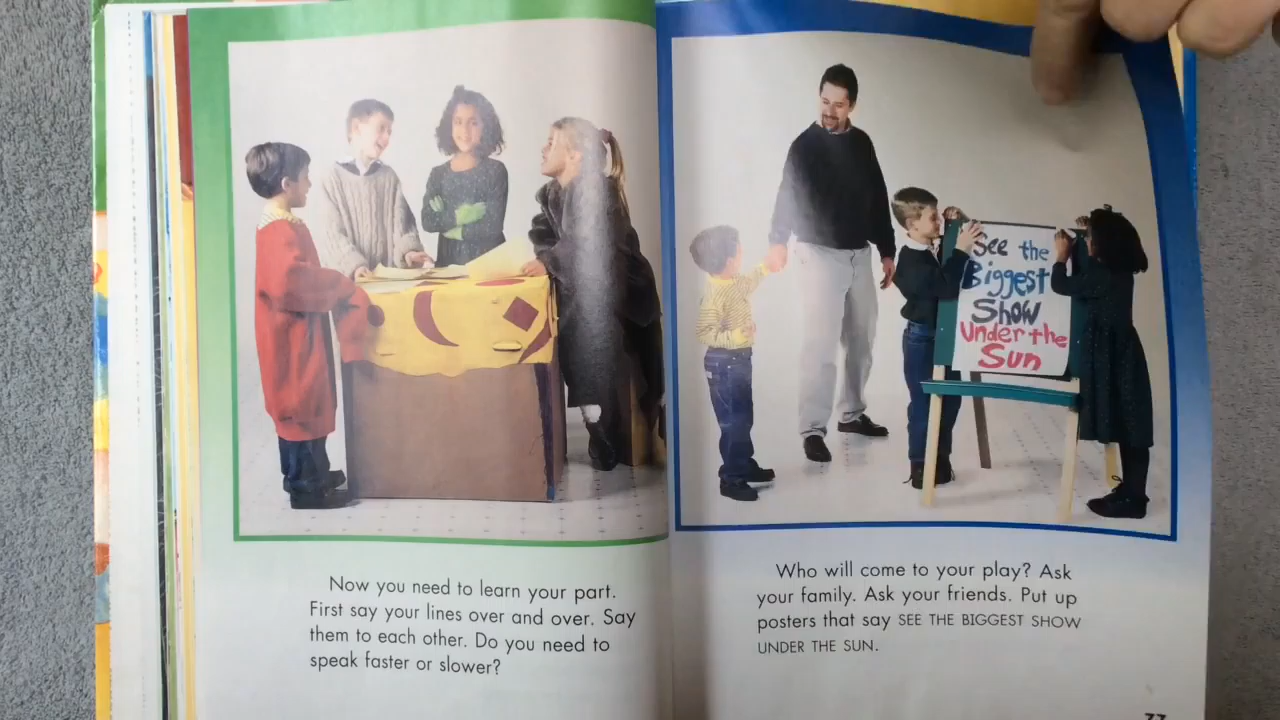 Now you need to learn your part.
First say your lines over and over. Say
them to each other. Do you need to
speak faster or slower?
See the
Biggest
Show
Under the
Sun
Who will come to your play? Ask
your family. Ask your friends. Put up
posters that say SEE THE BIGGEST SHOW
UNDER THE SUN.